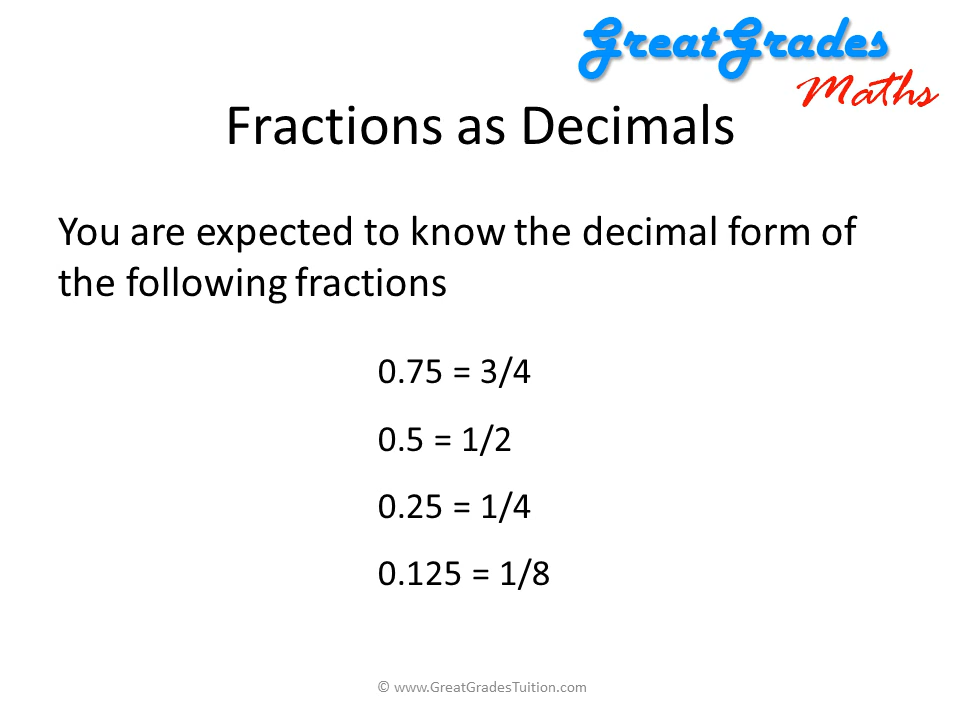 GreatGrades
Maths
Fractions as Decimals
You are expected to know the decimal form of
the following fractions
0.75 = 3/4
0.5 = 1/2
0.25 = 1/4
0.125 = 1/8
© www.GreatGradesTuition.com